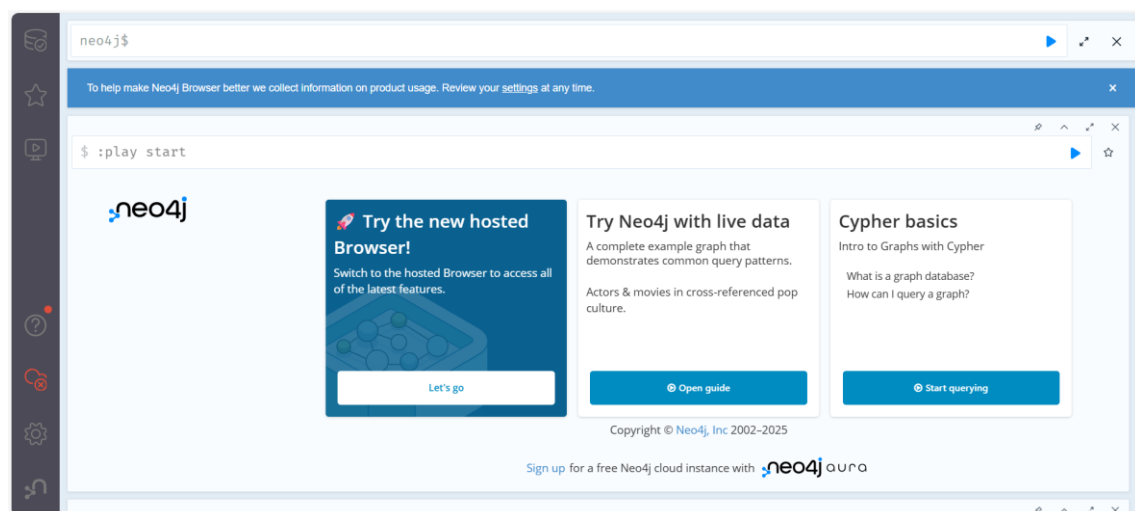 neo4j$
To help make Neo4j Browser better we collect information on product usage. Review your settings at any time.
$ :play start
neo4j
🚀 Try the new hosted
Browser!
Switch to the hosted Browser to access all
of the latest features.
Let's go
Try Neo4j with live data
A complete example graph that
demonstrates common query patterns.
Actors & movies in cross-referenced pop
culture.
Open guide
Cypher basics
Intro to Graphs with Cypher
What is a graph database?
How can I query a graph?
Start querying
Copyright © Neo4j, Inc 2002–2025
Sign up for a free Neo4j cloud instance with neo4j aura